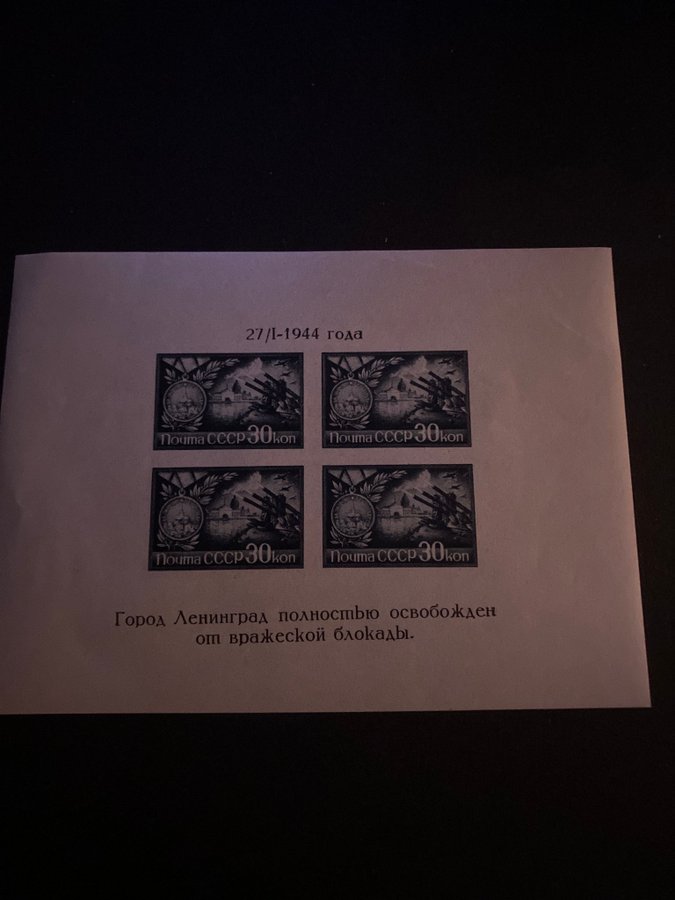 27/I-1944 года
Почта СССР 30 коп
Почта СССР 30 коп
Почта СССР 30 коп
Почта СССР 30 коп
Город Ленинград полностью освобожден
от вражеской блокады.